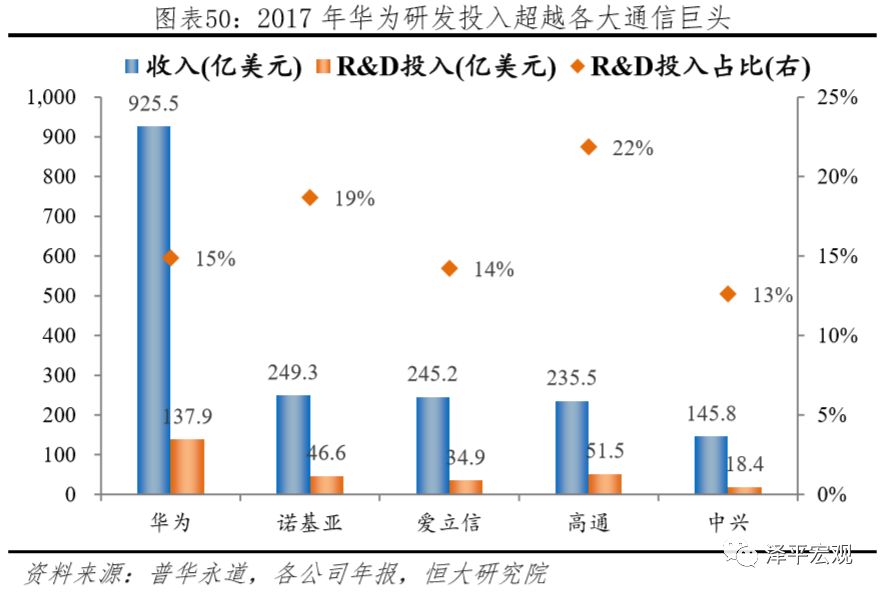 图表50：2017 年华为研发投入超越各大通信巨头
收入(亿美元) R&D投入(亿美元) R&D投入占比(右)
1,000 25%
925.5
900
800 22% 20%
700 19%
600 15% 14% 15%
500 13%
400 10%
300 249.3 245.2 235.5
200 137.9 145.8 5%
100 46.6 34.9 51.5 18.4
0 0%
华为 诺基亚 爱立信 高通 中兴
泽平宏观
资料来源：普华永道，各公司年报，恒大研究院